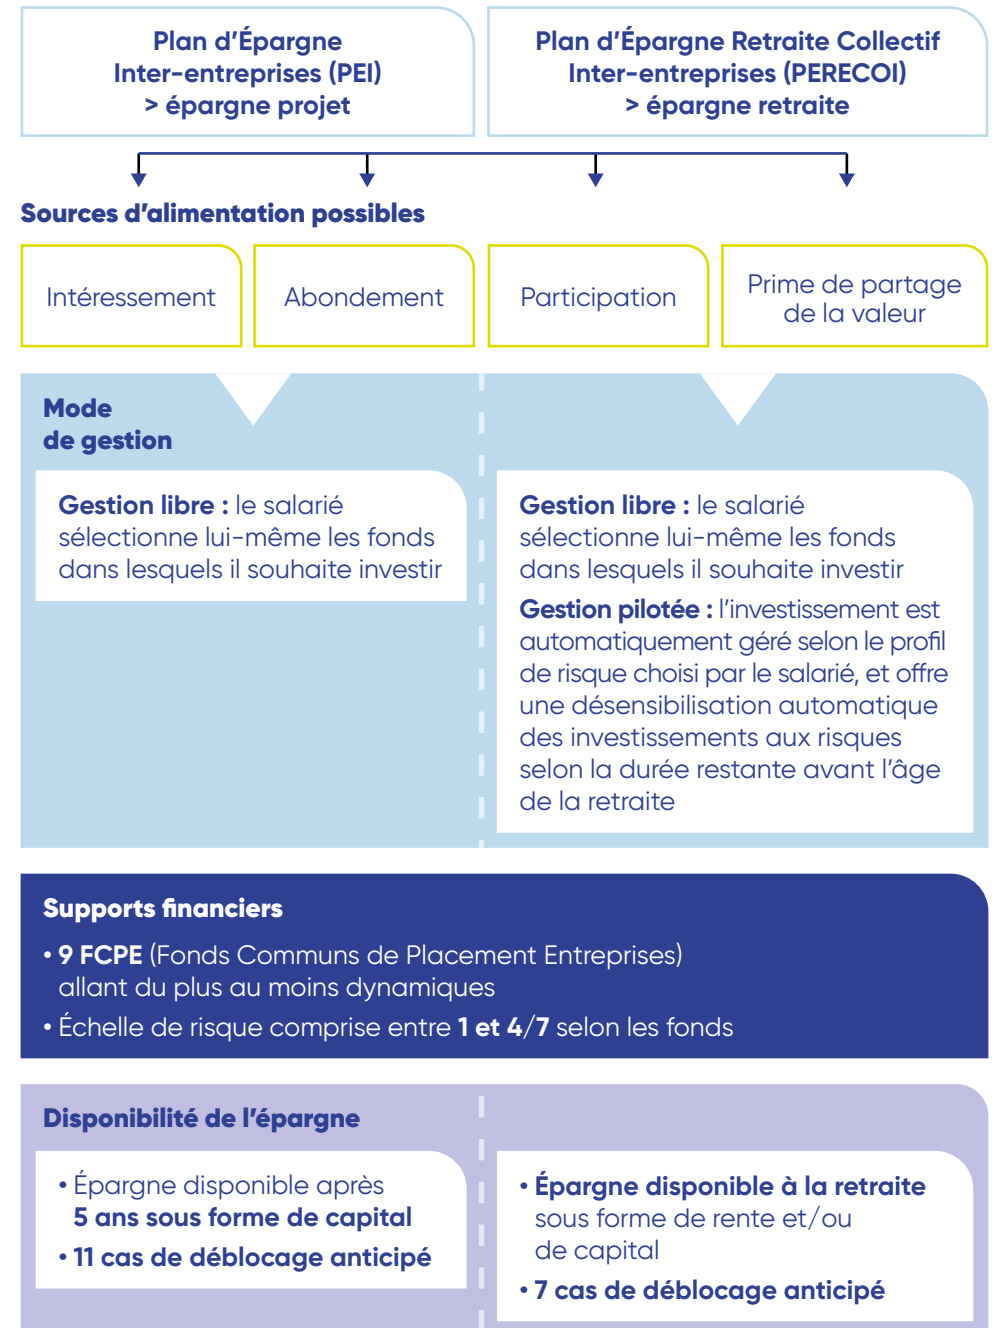 Plan d'Épargne
Inter-entreprises (PEI)
> épargne projet
Plan d'Épargne Retraite Collectif
Inter-entreprises (PERECOI)
> épargne retraite
Sources d'alimentation possibles
Intéressement
Abondement
Participation
Prime de partage
de la valeur
Mode
de gestion
Gestion libre : le salarié
sélectionne lui-même les fonds
dans lesquels il souhaite investir
Gestion libre : le salarié
sélectionne lui-même les fonds
dans lesquels il souhaite investir
Gestion pilotée : l'investissement est
automatiquement géré selon le profil
de risque choisi par le salarié, et offre
une désensibilisation automatique
des investissements aux risques
selon la durée restante avant l'âge
de la retraite
Supports financiers
• 9 FCPE (Fonds Communs de Placement Entreprises)
allant du plus au moins dynamiques
• Échelle de risque comprise entre 1 et 4/7 selon les fonds
Disponibilité de l'épargne
• Épargne disponible après
5 ans sous forme de capital
• 11 cas de déblocage anticipé
• Épargne disponible à la retraite
sous forme de rente et/ou
de capital
• 7 cas de déblocage anticipé